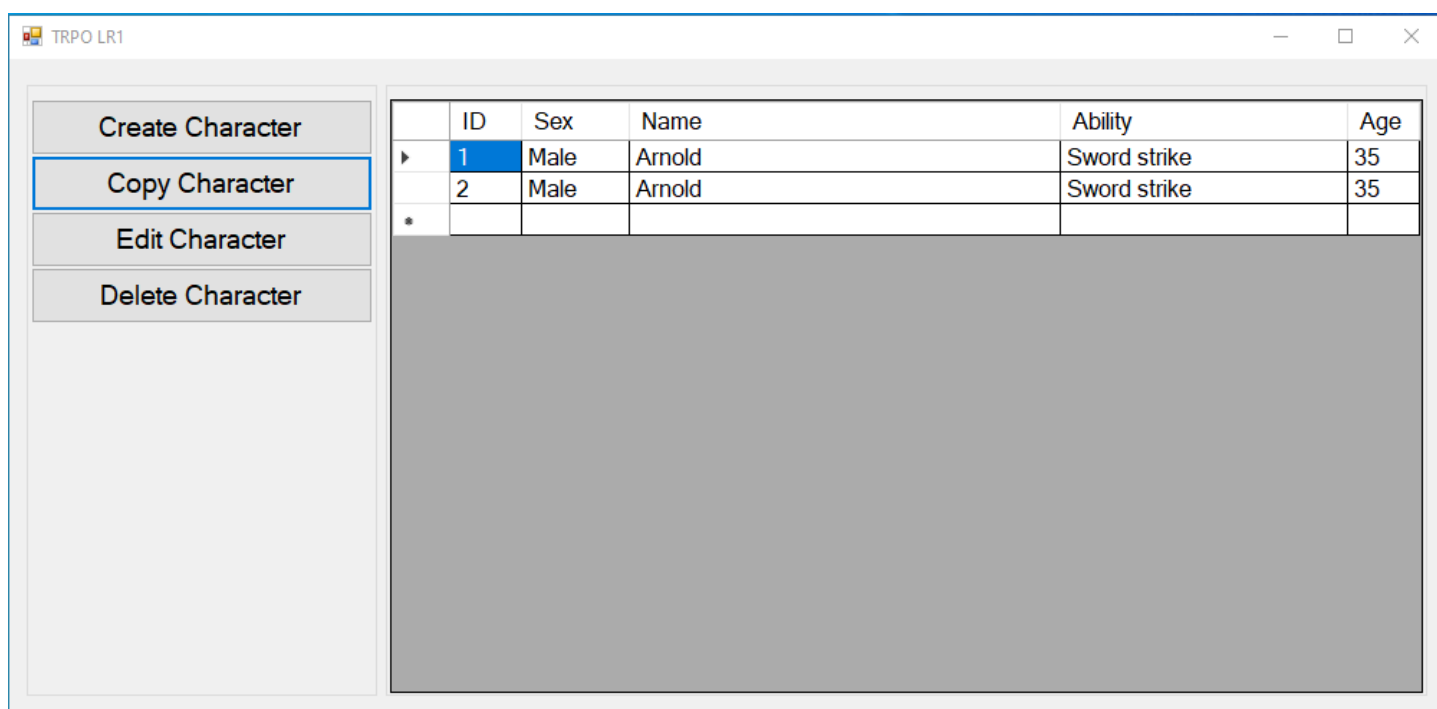 TRPO LR1
Create Character
Copy Character
Edit Character
Delete Character
ID Sex Name Ability Age
1 Male Arnold Sword strike 35
2 Male Arnold Sword strike 35